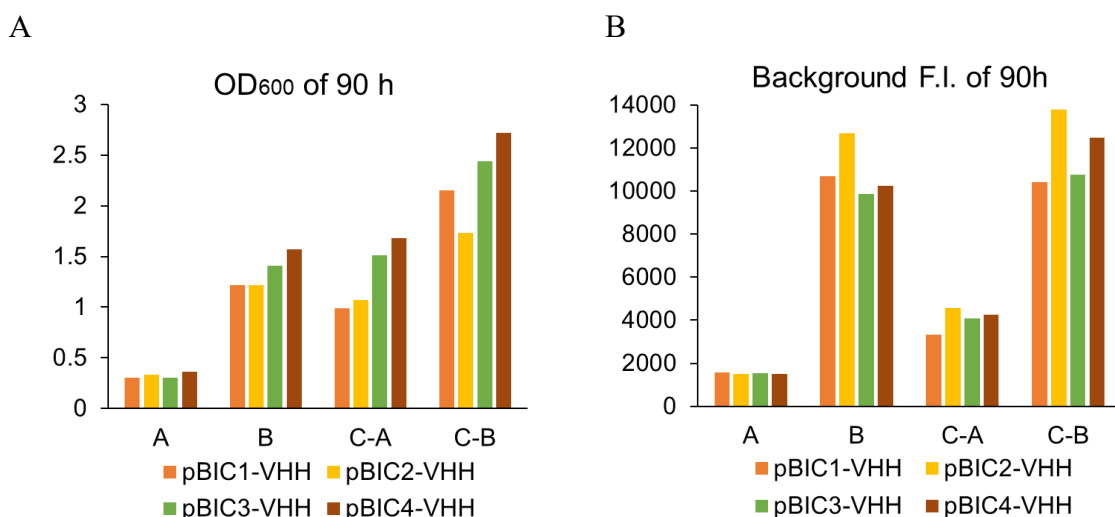 A
OD600 of 90 h
3
2.5
2
1.5
1
0.5
0
A B C-A C-B
pBIC1-VHH pBIC2-VHH
pBIC3-VHH pBIC4-VHH
B
Background F.I. of 90h
14000
12000
10000
8000
6000
4000
2000
0
A B C-A C-B
pBIC1-VHH pBIC2-VHH
pBIC3-VHH pBIC4-VHH